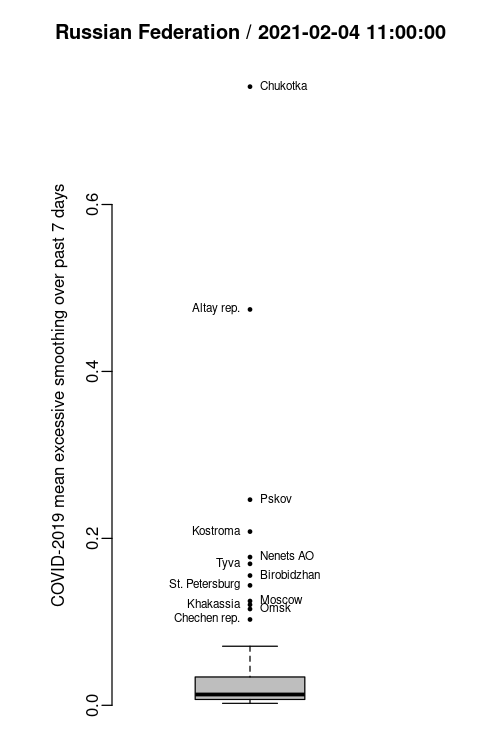 Russian Federation / 2021-02-04 11:00:00
COVID-2019 mean excessive smoothing over past 7 days
0.6
0.4
0.2
0.0
Chukotka
Altay rep.
Pskov
Kostroma
Nenets AO
Tyva
Birobidzhan
St. Petersburg
Moscow
Khakassia
Omsk
Chechen rep.